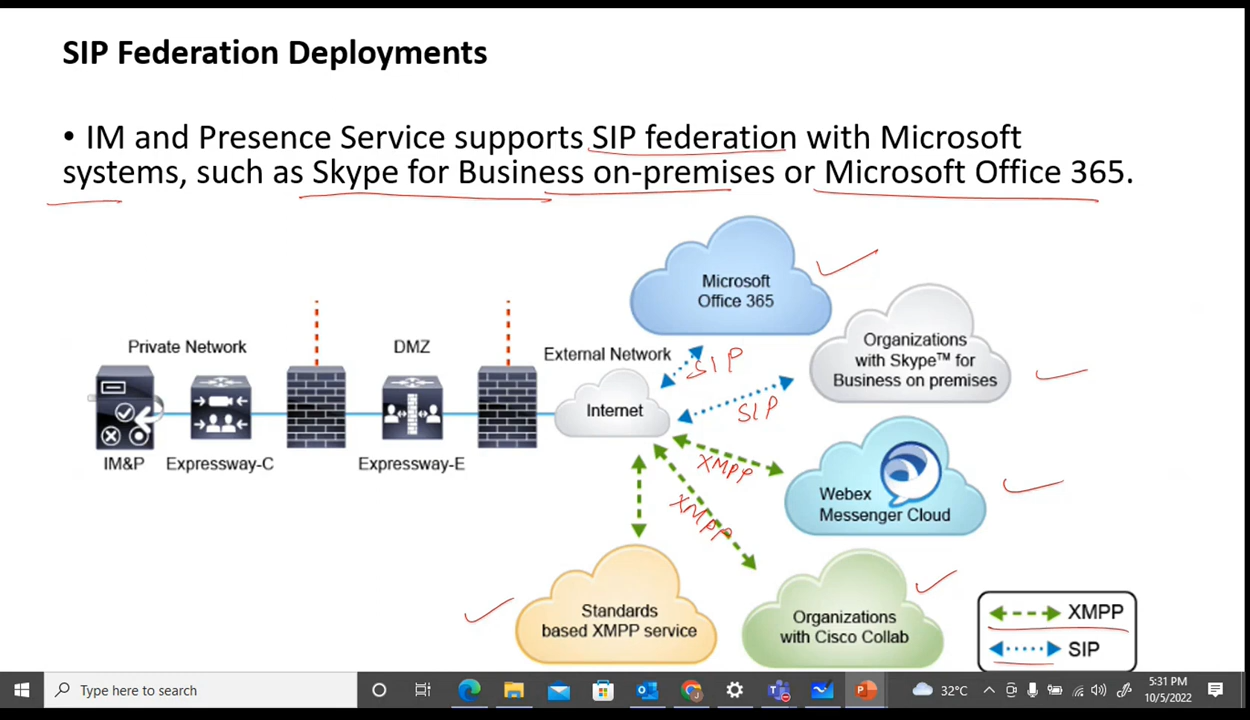 SIP Federation Deployments
• IM and Presence Service supports SIP federation with Microsoft
systems, such as Skype for Business on-premises or Microsoft Office 365.
Microsoft
Office 365
Private Network
DMZ
External Network
SIP
Organizations
with Skype™ for
Business on premises
Internet
SIP
IM&P
Expressway-C
Expressway-E
XMPP
Webex
Messenger Cloud
XMPP
Standards
based XMPP service
Organizations
with Cisco Collab
XMPP
SIP
Type here to search
32°C
5:31 PM
10/5/2022